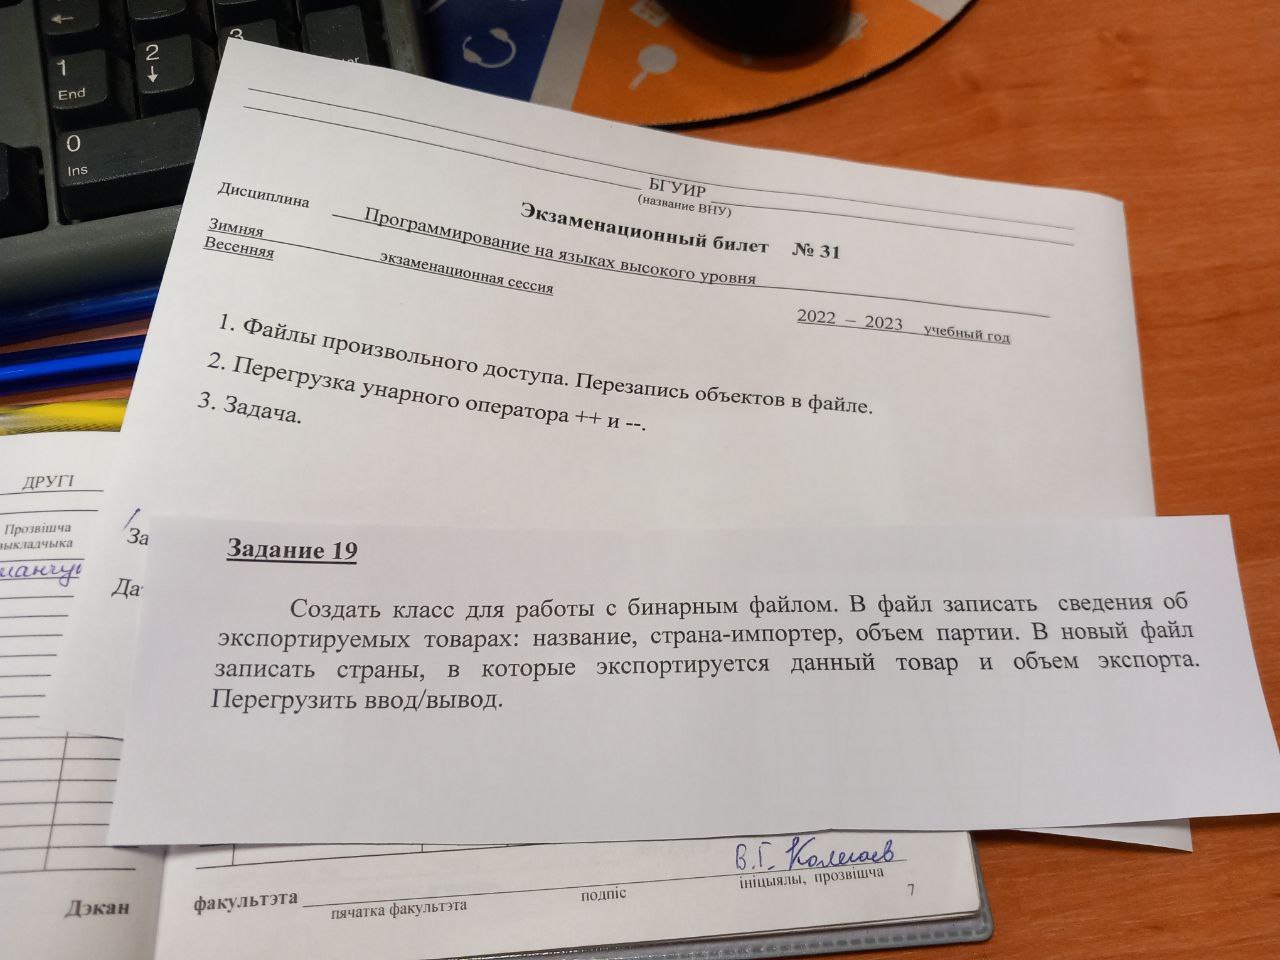 1
End
2
3
0
Ins
БГУИР
(название ВНУ)
Экзаменационный билет № 31
Дисциплина Программирование на языках высокого уровня
Зимняя
Весенняя экзаменационная сессия
2022 – 2023 учебный год
1. Файлы произвольного доступа. Перезапись объектов в файле.
2. Перегрузка унарного оператора ++ и --.
3. Задача.
ДРУГІ
Прозвішча
За
Да
Задание 19
Создать класс для работы с бинарным файлом. В файл записать сведения об
экспортируемых товарах: название, страна-импортер, объем партии. В новый файл
записать страны, в которые экспортируется данный товар и объем экспорта.
Перегрузить ввод/вывод.
Дэкан факультэта
пячатка факультэта
подпіс
В.Г.
ініцыялы, прозвішча
7